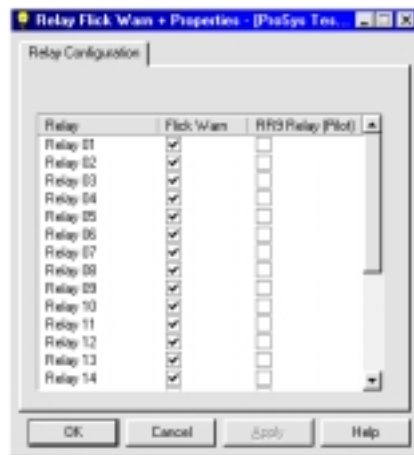 Relay Flick Warn + Properties - [ProSys Tes...
Relay Configuration
Relay Flick Warn RR9 Relay (Pilot)
Relay 01
Relay 02
Relay 03
Relay 04
Relay 05
Relay 06
Relay 07
Relay 08
Relay 09
Relay 10
Relay 11
Relay 12
Relay 13
Relay 14
OK Cancel Apply Help